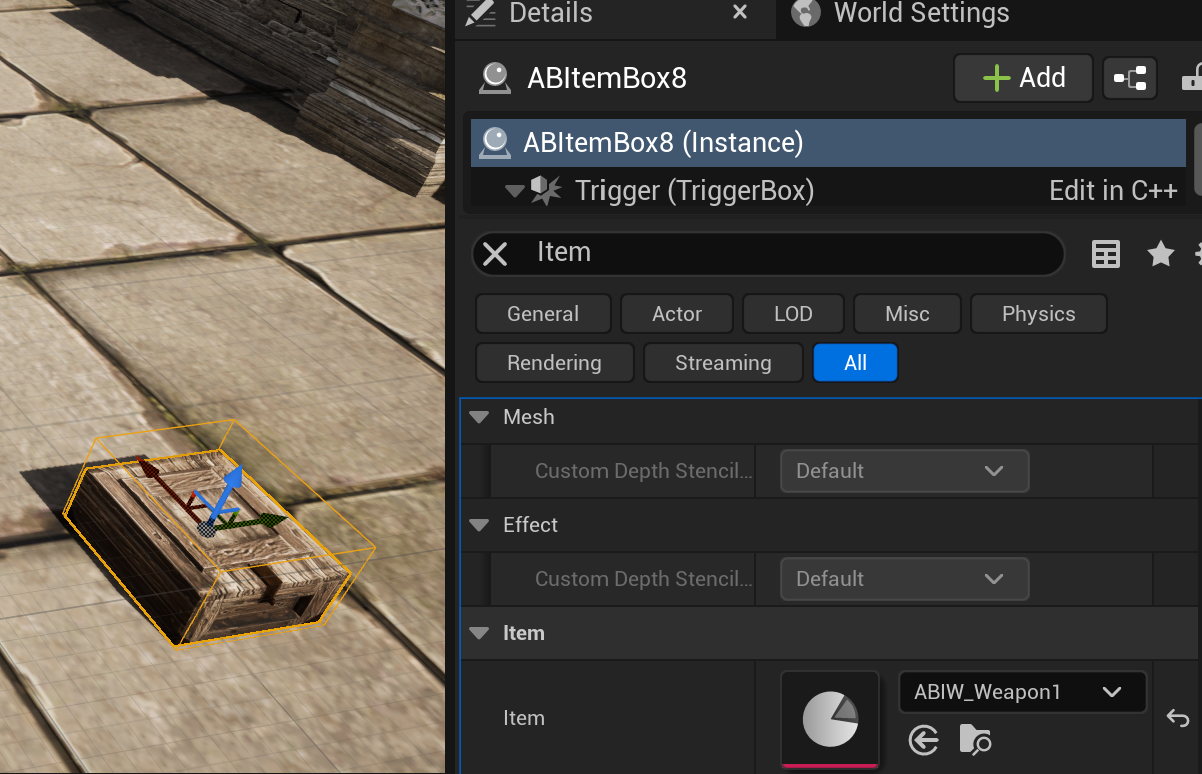 Details
World Settings
ABItemBox8
Add
ABItemBox8 (Instance)
Trigger (TriggerBox)
Edit in C++
Item
General
Actor
LOD
Misc
Physics
Rendering
Streaming
All
Mesh
Custom Depth Stencil...
Default
Effect
Custom Depth Stencil...
Default
Item
Item
ABIW_Weapon1